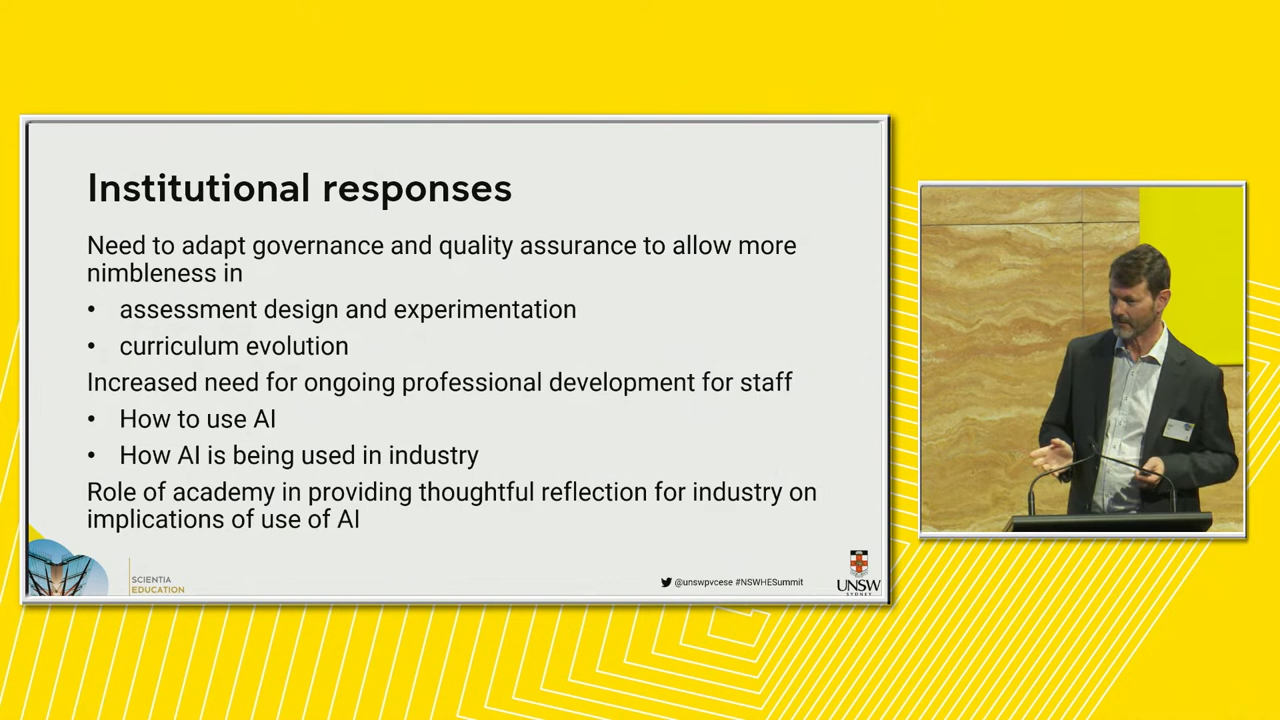 Institutional responses
Need to adapt governance and quality assurance to allow more
nimbleness in
• assessment design and experimentation
• curriculum evolution
Increased need for ongoing professional development for staff
• How to use AI
• How AI is being used in industry
Role of academy in providing thoughtful reflection for industry on
implications of use of AI
SCIENTIA
EDUCATION
@unswpvcese #NSWHESummit
UNSW
SYDNEY